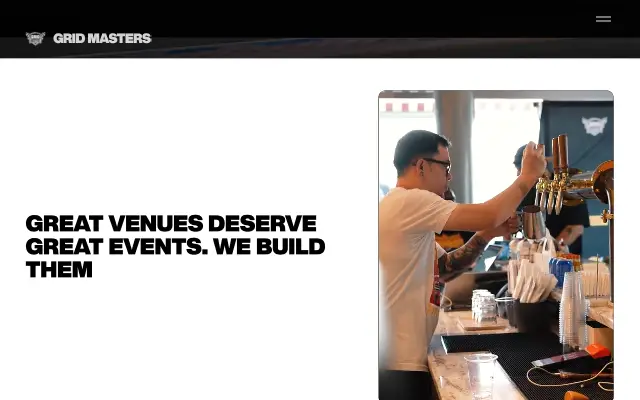 GRID MASTERS
GREAT VENUES DESERVE
GREAT EVENTS. WE BUILD
THEM